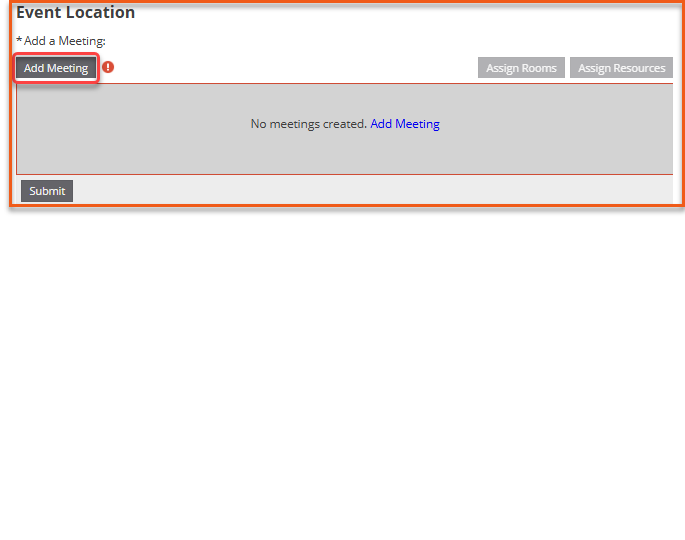 Event Location
* Add a Meeting:
Add Meeting ! Assign Rooms Assign Resources
No meetings created. Add Meeting
Submit